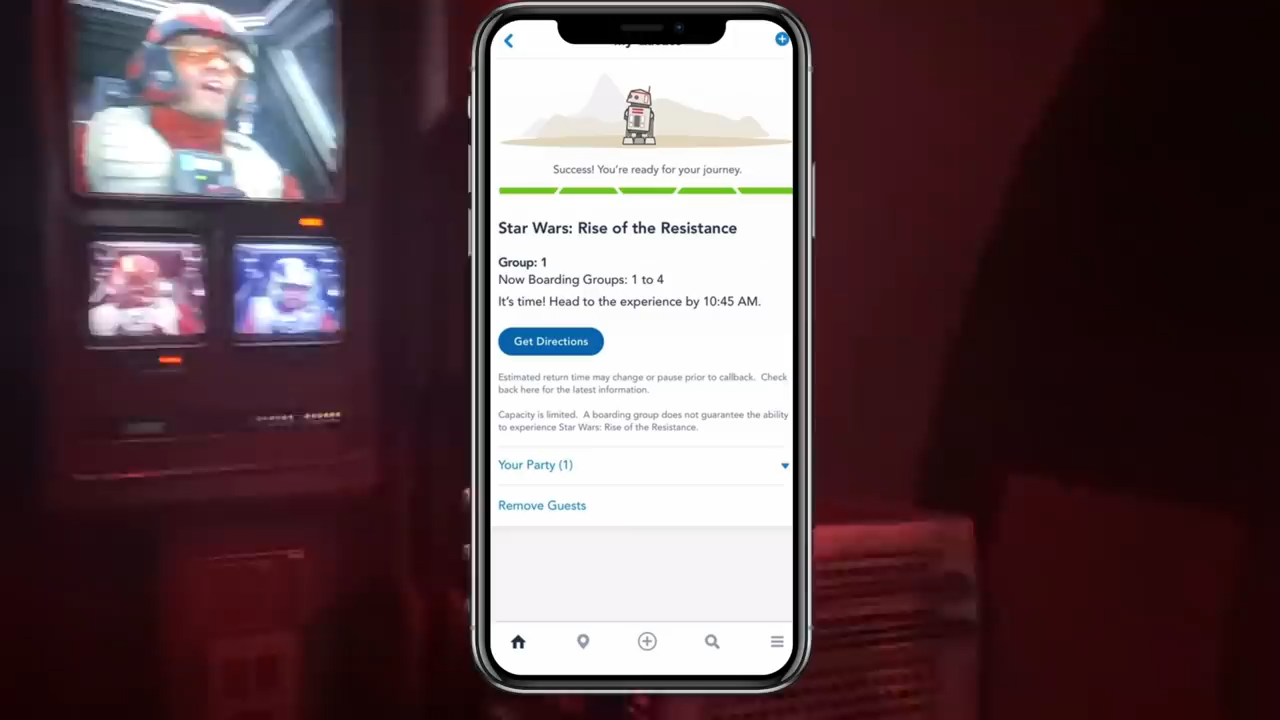 Success! You're ready for your journey.
Star Wars: Rise of the Resistance
Group: 1
Now Boarding Groups: 1 to 4
It's time! Head to the experience by 10:45 AM.
Get Directions
Estimated return time may change or pause prior to callback. Check
back here for the latest information.
Capacity is limited. A boarding group does not guarantee the ability
to experience Star Wars: Rise of the Resistance.
Your Party (1)
Remove Guests